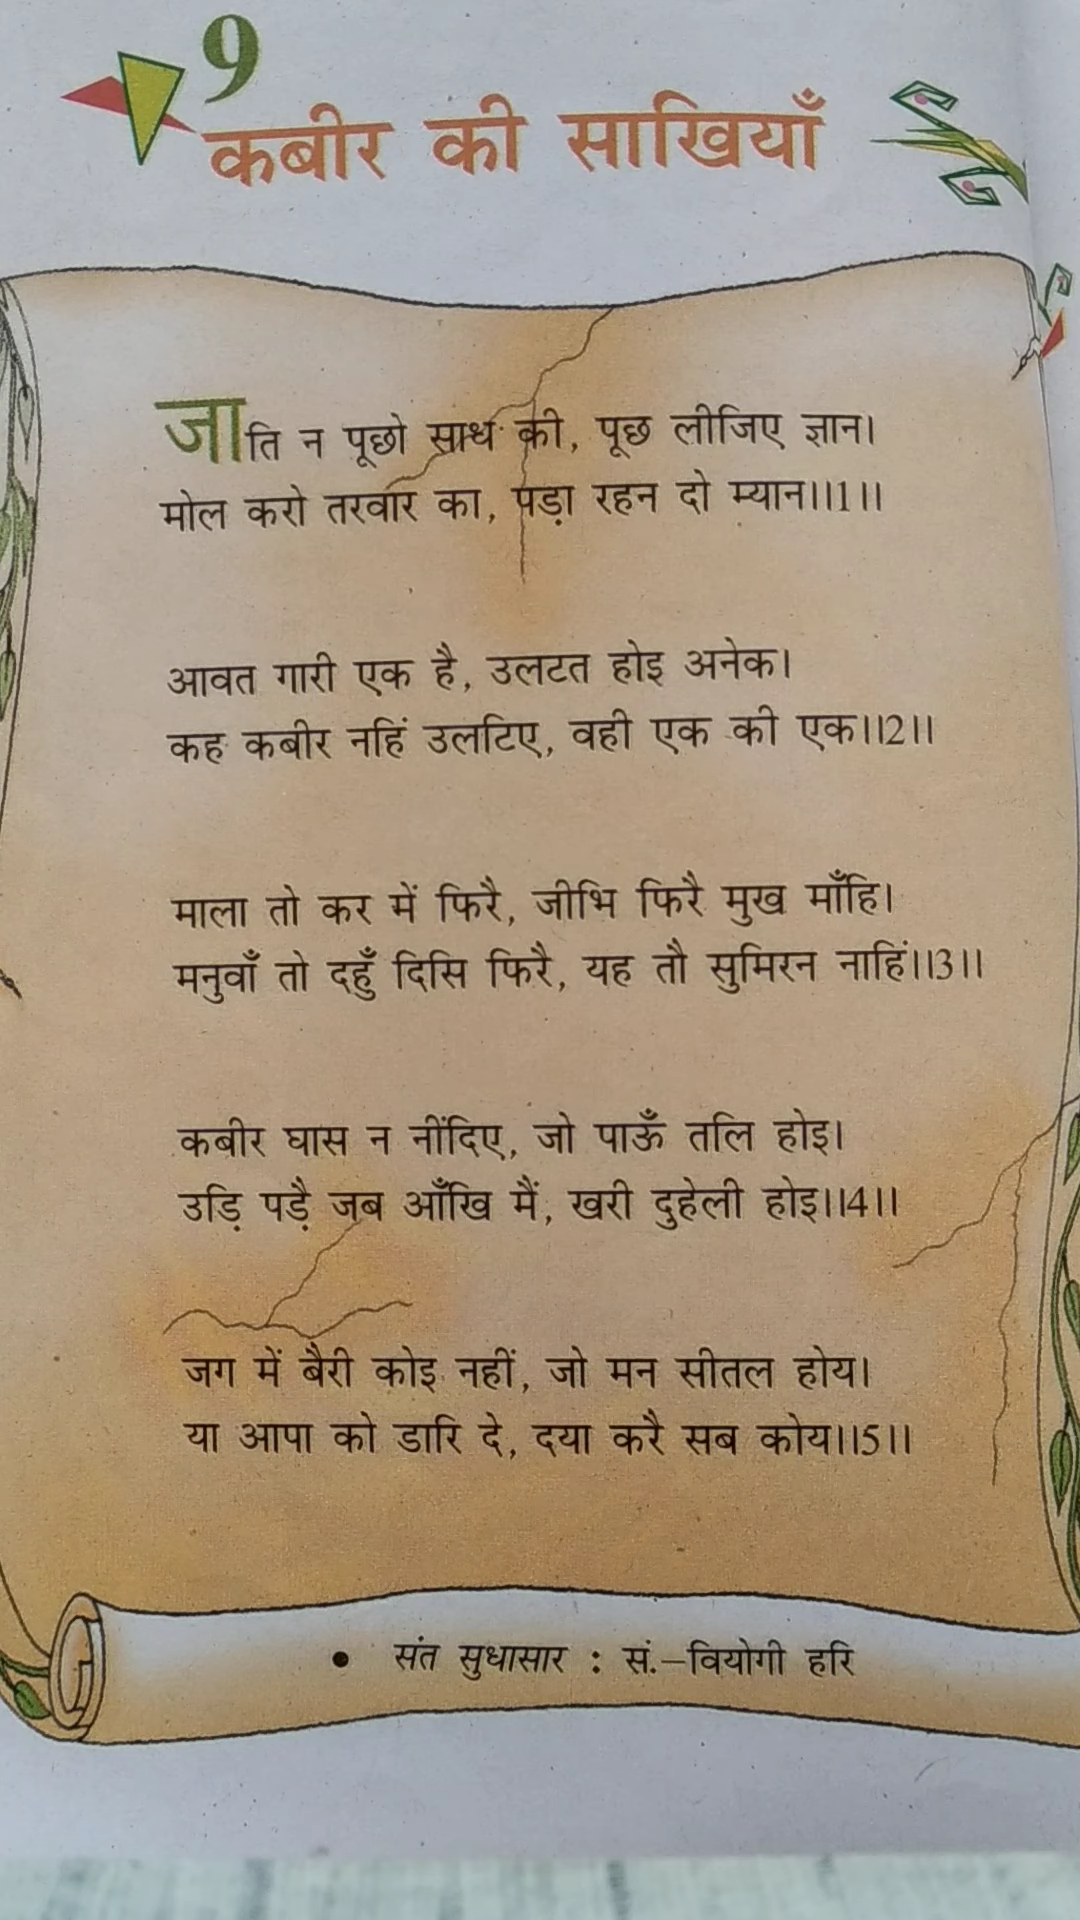 9
कबीर की साखियाँ
जाति न पूछो साध की, पूछ लीजिए ज्ञान।
मोल करो तरवार का, पड़ा रहन दो म्यान।।1।।
आवत गारी एक है, उलटत होइ अनेक।
कह कबीर नहिं उलटिए, वही एक की एक।।2।।
माला तो कर में फिरै, जीभि फिरै मुख माँहि।
मनुवाँ तो दहुँ दिसि फिरै, यह तौ सुमिरन नाहिं।।3।।
कबीर घास न नींदिए, जो पाऊँ तलि होइ।
उड़ि पड़ै जब आँखि मैं, खरी दुहेली होइ।।4।।
जग में बैरी कोइ नहीं, जो मन सीतल होय।
या आपा को डारि दे, दया करै सब कोय।।5।।
• संत सुधासार : सं.–वियोगी हरि